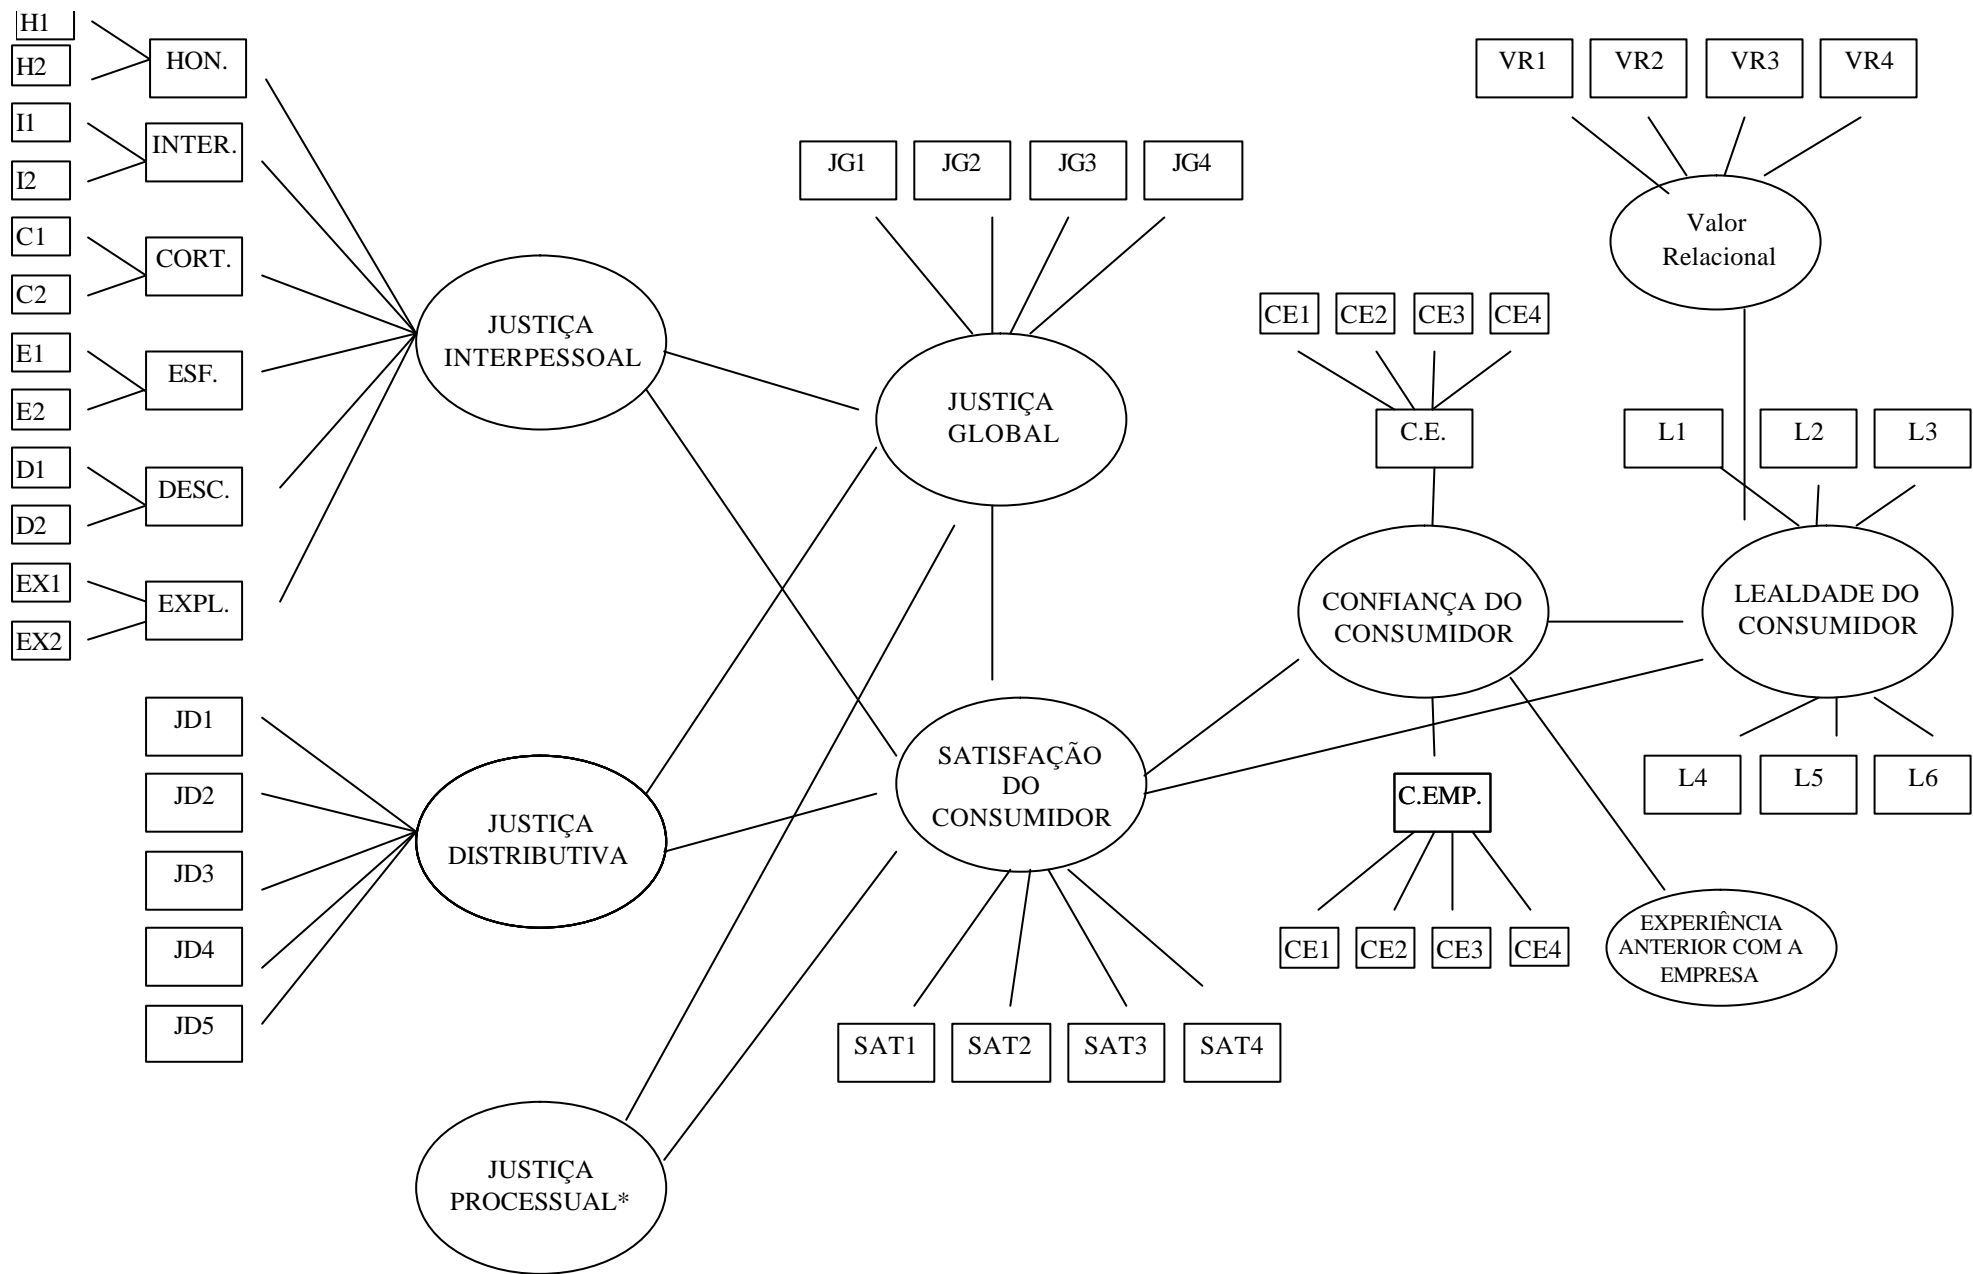 H1
H2
HON.
I1
I2
INTER.
C1
C2
CORT.
E1
E2
ESF.
D1
D2
DESC.
EX1
EX2
EXPL.
JUSTIÇA
INTERPESSOAL
JD1
JD2
JD3
JD4
JD5
JUSTIÇA
DISTRIBUTIVA
JUSTIÇA
PROCESSUAL*
JG1
JG2
JG3
JG4
JUSTIÇA
GLOBAL
SATISFAÇÃO
DO
CONSUMIDOR
SAT1
SAT2
SAT3
SAT4
CE1
CE2
CE3
CE4
C.E.
CONFIANÇA DO
CONSUMIDOR
C.EMP.
CE1
CE2
CE3
CE4
VR1
VR2
VR3
VR4
Valor
Relacional
L1
L2
L3
LEALDADE DO
CONSUMIDOR
L4
L5
L6
EXPERIÊNCIA
ANTERIOR COM A
EMPRESA